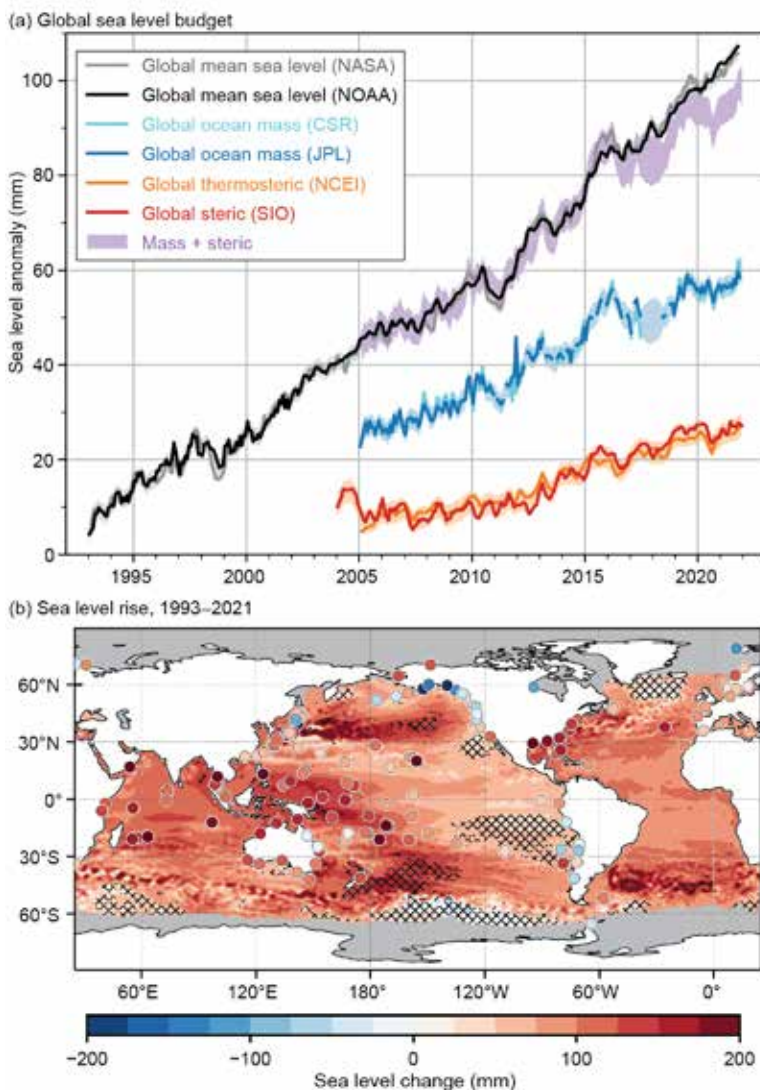 (a) Global sea level budget
Global mean sea level (NASA)
Global mean sea level (NOAA)
Global ocean mass (CSR)
Global ocean mass (JPL)
Global thermosteric (NCEI)
Global steric (SIO)
Mass + steric
Sea level anomaly (mm)
100
80
60
40
20
0
1995 2000 2005 2010 2015 2020
(b) Sea level rise, 1993–2021
60°N
30°N
0°
30°S
60°S
60°E 120°E 180° 120°W 60°W 0°
−200 −100 0 100 200
Sea level change (mm)